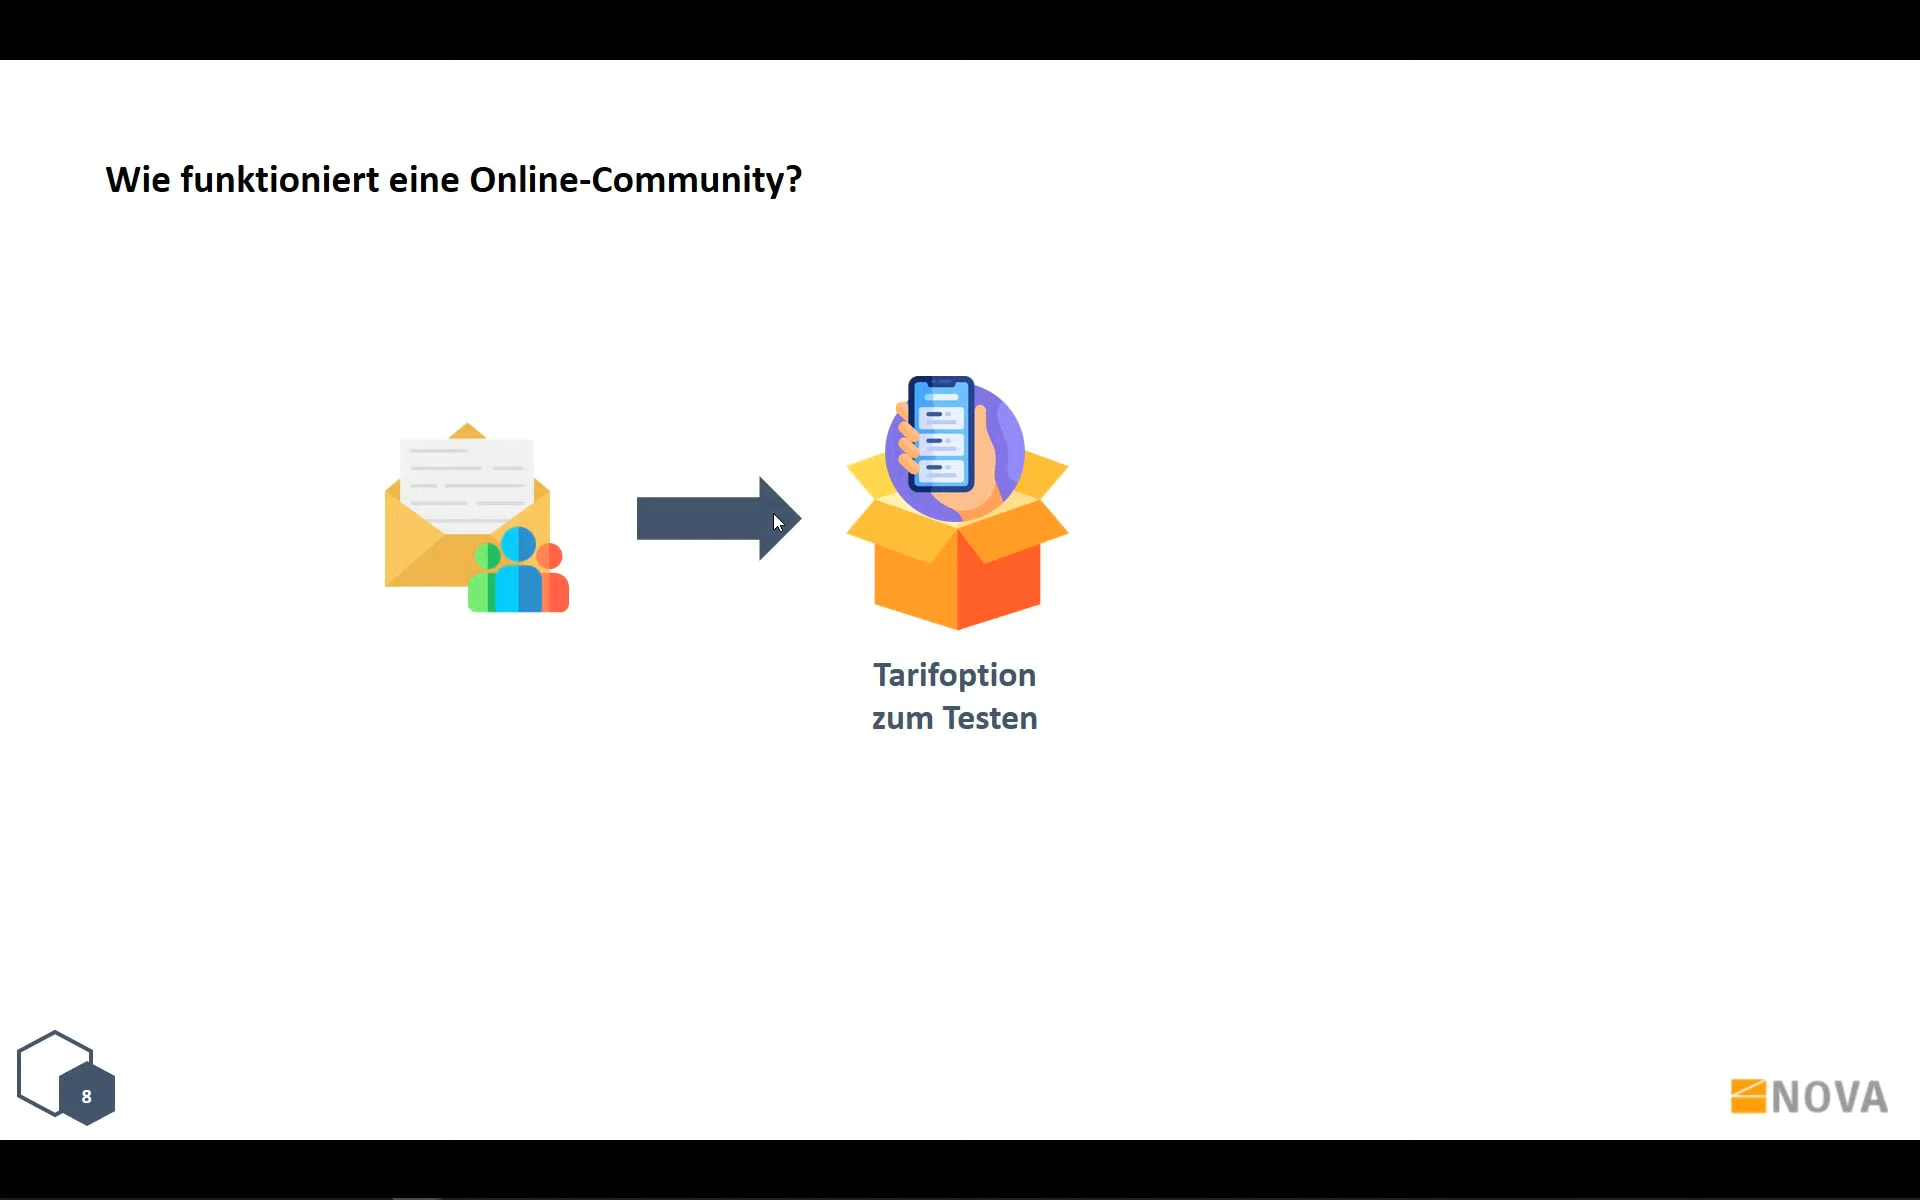 Wie funktioniert eine Online-Community?
Tarifoption
zum Testen
8
NOVA